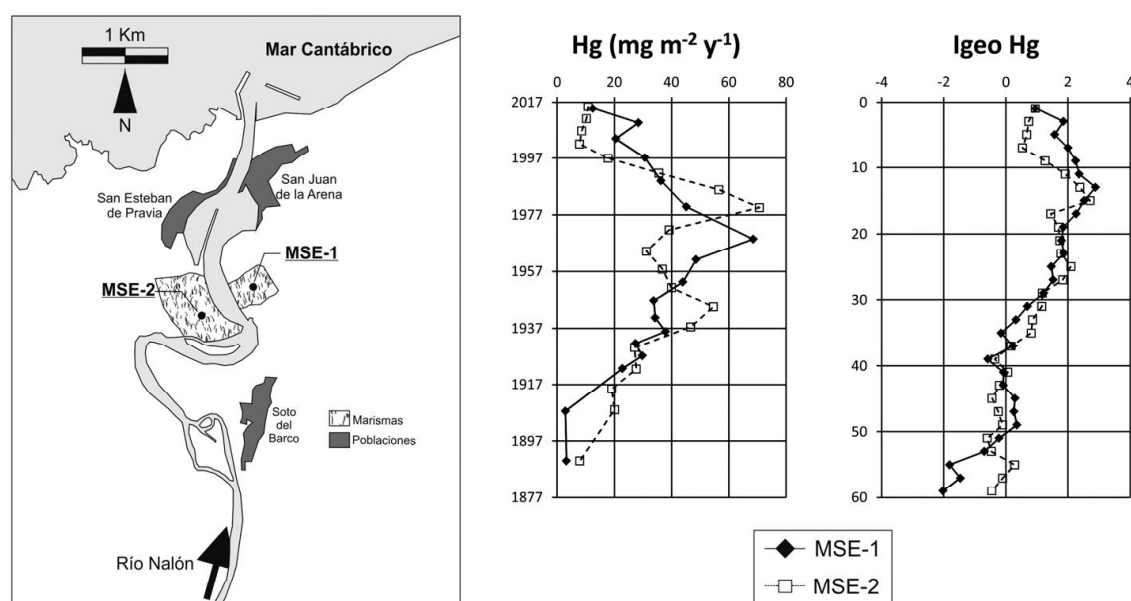 1 Km
Mar Cantábrico
N
San Esteban
de Pravia
San Juan
de la Arena
MSE-1
MSE-2
Soto
del
Barco
Marismas
Poblaciones
Río Nalón
Hg (mg m⁻² y⁻¹)
0 20 40 60 80
2017
1997
1977
1957
1937
1917
1897
1877
Igeo Hg
-4 -2 0 2 4
0
10
20
30
40
50
60
MSE-1
MSE-2